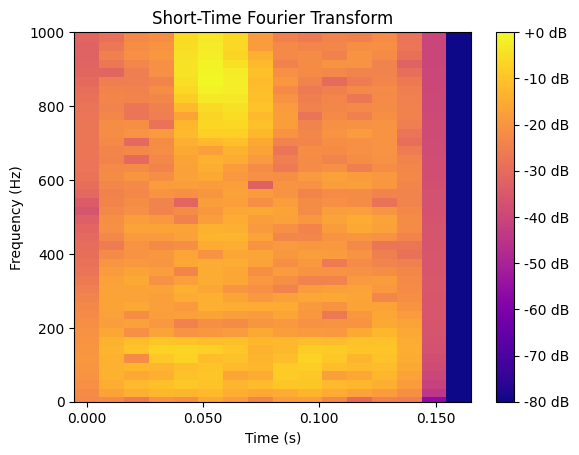 Short-Time Fourier Transform
1000
800
600
400
200
0
Frequency (Hz)
0.000
0.050
0.100
0.150
Time (s)
+0 dB
-10 dB
-20 dB
-30 dB
-40 dB
-50 dB
-60 dB
-70 dB
-80 dB